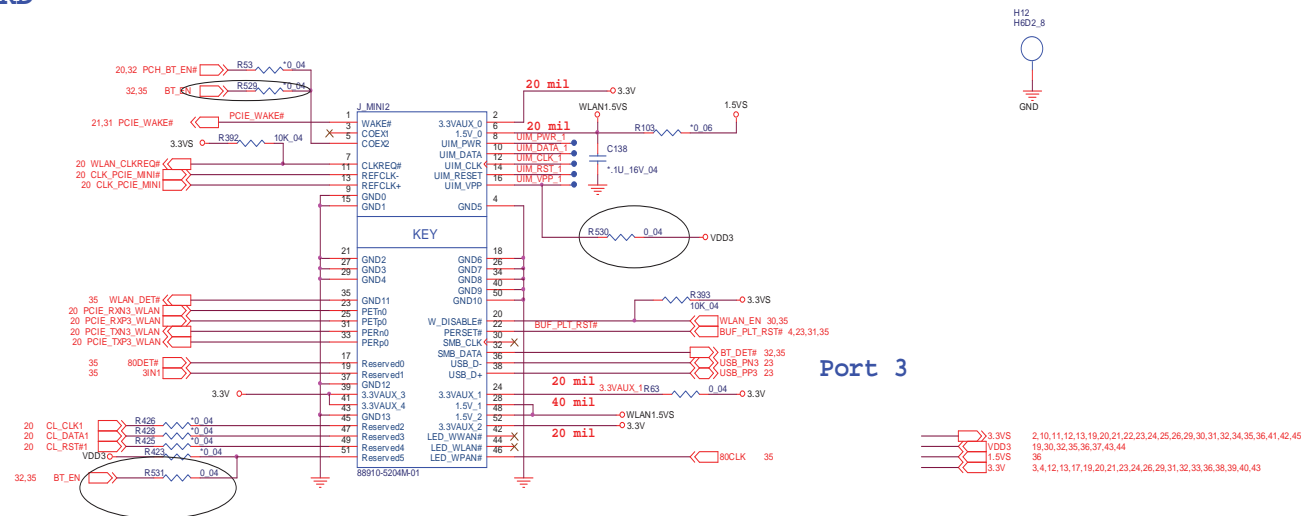 RD
H12
H6D2_8
GND
20,32 PCH_BT_EN# R53 *0_04
32,35 BT_EN R529 *0_04
J_MINI2
20 mil 3.3V
21,31 PCIE_WAKE# PCIE_WAKE# 1 WAKE# 3.3VAUX_0 2
WLAN1.5VS 1.5VS
3 COEX1 1.5V_0 6 20 mil R103 *0_06
3.3VS R392 10K_04 5 COEX2 UIM_PWR 8 UIM_PWR_1
UIM_DATA 10 UIM_DATA_1
C138
20 WLAN_CLKREQ# 7 CLKREQ# UIM_CLK 12 UIM_CLK_1
20 CLK_PCIE_MINI# 11 REFCLK- UIM_RESET 14 UIM_RST_1
*.1U_16V_04
20 CLK_PCIE_MINI 13 REFCLK+ UIM_VPP 16 UIM_VPP_1
9 GND0
15 GND1 GND5 4
KEY
R530 0_04 VDD3
21 GND2 GND6 18
27 GND3 GND7 26
29 GND4 GND8 34
GND9 40
35 WLAN_DET# 35 GND11 GND10 50
R393 10K_04 3.3VS
20 PCIE_RXN3_WLAN 23 PETn0
20 PCIE_RXP3_WLAN 25 PETp0 W_DISABLE# 20 WLAN_EN 30,35
20 PCIE_TXN3_WLAN 31 PERn0 PERSET# 22 BUF_PLT_RST# BUF_PLT_RST# 4,23,31,35
20 PCIE_TXP3_WLAN 33 PERp0 SMB_CLK 30
SMB_DATA 32 BT_DET# 32,35
35 80DET# 17 Reserved0 USB_D- 36 USB_PN3 23
35 3IN1 19 Reserved1 USB_D+ 38 USB_PP3 23
Port 3
37 GND12
20 mil
3.3V 39 3.3VAUX_3 3.3VAUX_1 24 3.3VAUX_1 R63 0_04 3.3V
41 3.3VAUX_4 1.5V_1 28 40 mil
43 GND13 1.5V_2 48 WLAN1.5VS
20 CL_CLK1 R426 *0_04 45 Reserved2 3.3VAUX_2 52 3.3V
20 CL_DATA1 R428 *0_04 47 Reserved3 LED_WWAN# 42 20 mil
20 CL_RST#1 R425 *0_04 49 Reserved4 LED_WLAN# 44
VDD3 R423 *0_04 51 Reserved5 LED_WPAN# 46 80CLK 35
88910-5204M-01
32,35 BT_EN R531 0_04
3.3VS 2,10,11,12,13,19,20,21,22,23,24,25,26,29,30,31,32,34,35,36,41,42,45
VDD3 19,30,32,35,36,37,43,44
1.5VS 36
3.3V 3,4,12,13,17,19,20,21,23,24,26,29,31,32,33,36,38,39,40,43